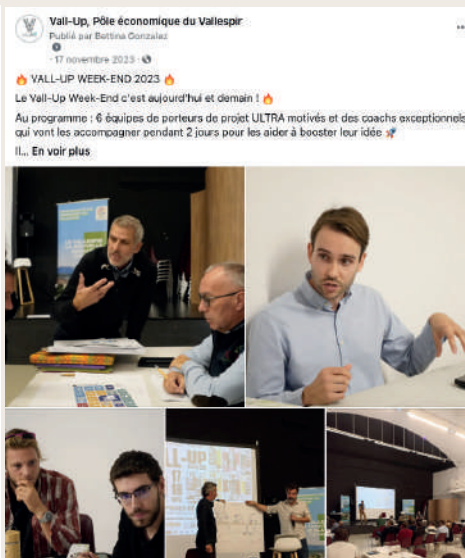 Vall-Up, Pôle économique du Vallespir
Publié par Bettina Gonzalez
· 17 novembre 2023 ·
🔥 VALL-UP WEEK-END 2023 🔥
Le Vall-Up Week-End c'est aujourd'hui et demain ! 🔥
Au programme : 6 équipes de porteurs de projet ULTRA motivés et des coachs exceptionnels
qui vont les accompagner pendant 2 jours pour les aider à booster leur idée 🚀
Il... En voir plus
LL-UP
17